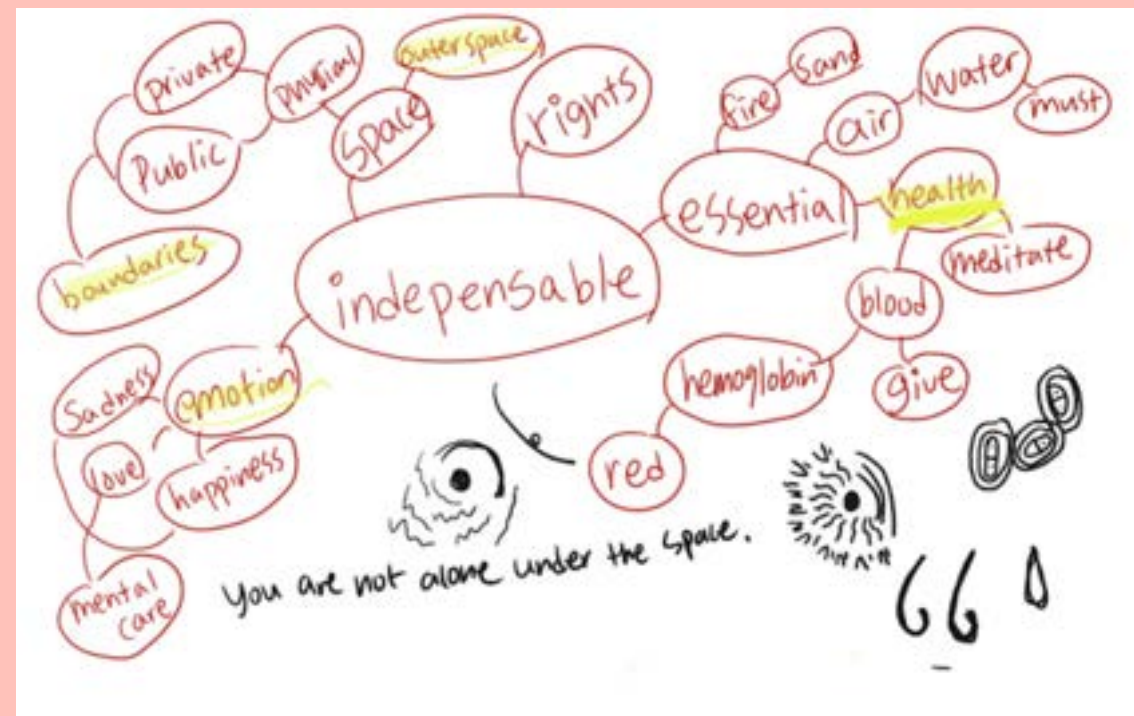 outerspace
private
physical
sand
water
fire
rights
space
must
air
Public
essential
health
boundaries
meditate
indepensable
blood
hemoglobin
give
Sadness
emotion
love
happiness
red
You are not alone under the space.
mental
care